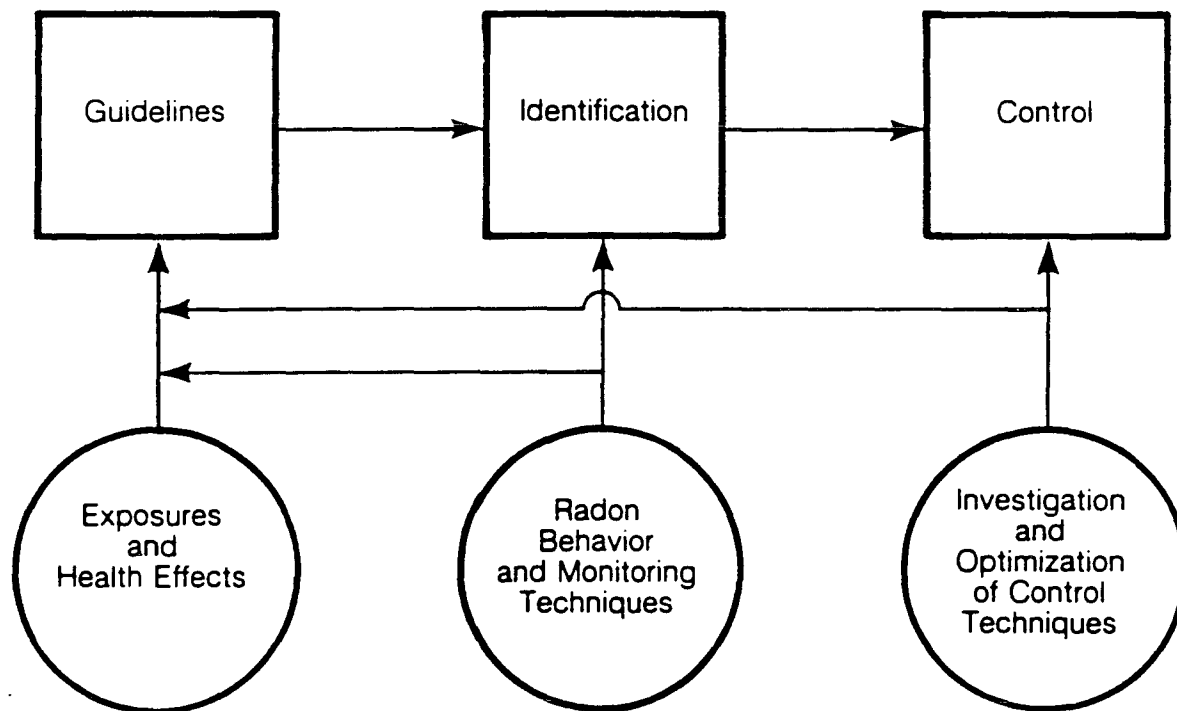 Guidelines
Identification
Control
Exposures
and
Health Effects
Radon
Behavior
and Monitoring
Techniques
Investigation
and
Optimization
of Control
Techniques